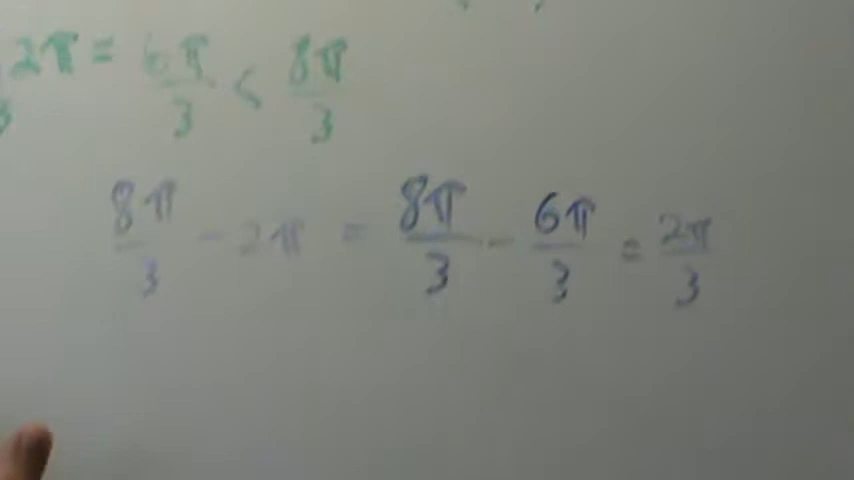 2π = 6π/3 < 8π/3
8π/3 - 2π = 8π/3 - 6π/3 = 2π/3